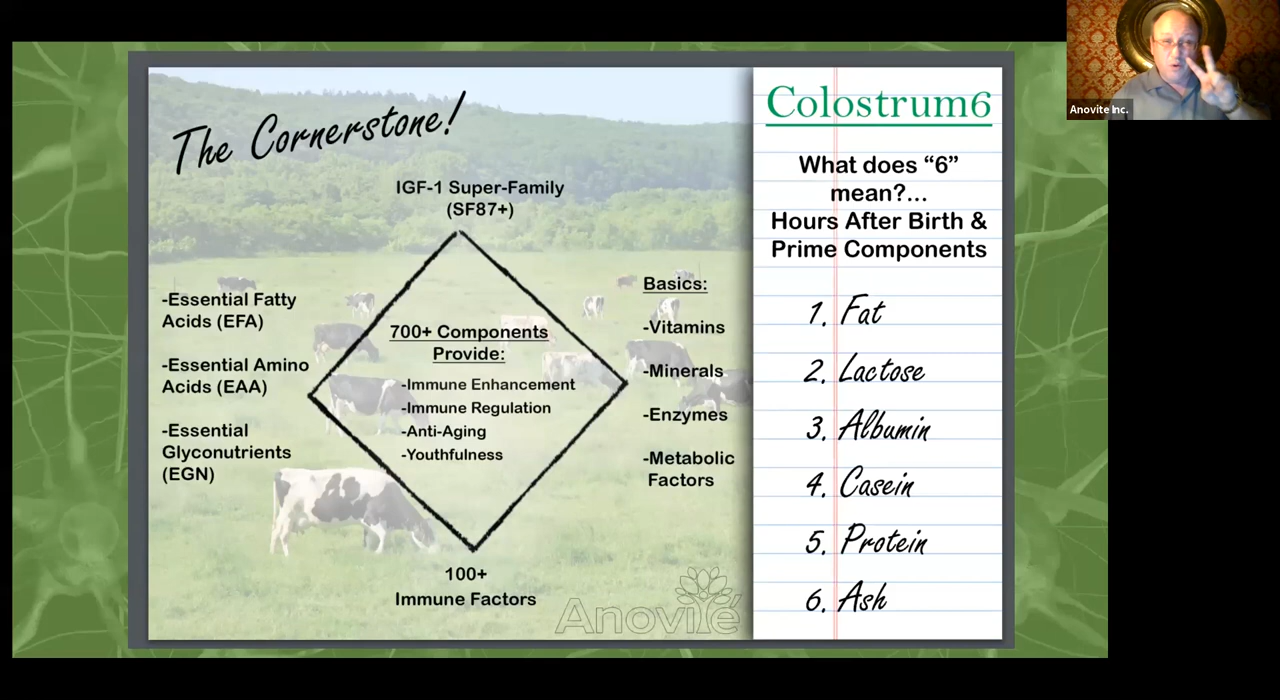 The Cornerstone!
IGF-1 Super-Family
(SF87+)
-Essential Fatty
Acids (EFA)
-Essential Amino
Acids (EAA)
-Essential
Glyconutrients
(EGN)
700+ Components
Provide:
-Immune Enhancement
-Immune Regulation
-Anti-Aging
-Youthfulness
Basics:
-Vitamins
-Minerals
-Enzymes
-Metabolic
Factors
100+
Immune Factors
Anovité
Colostrum6
What does “6”
mean?...
Hours After Birth &
Prime Components
1. Fat
2. Lactose
3. Albumin
4. Casein
5. Protein
6. Ash
Anovite Inc.